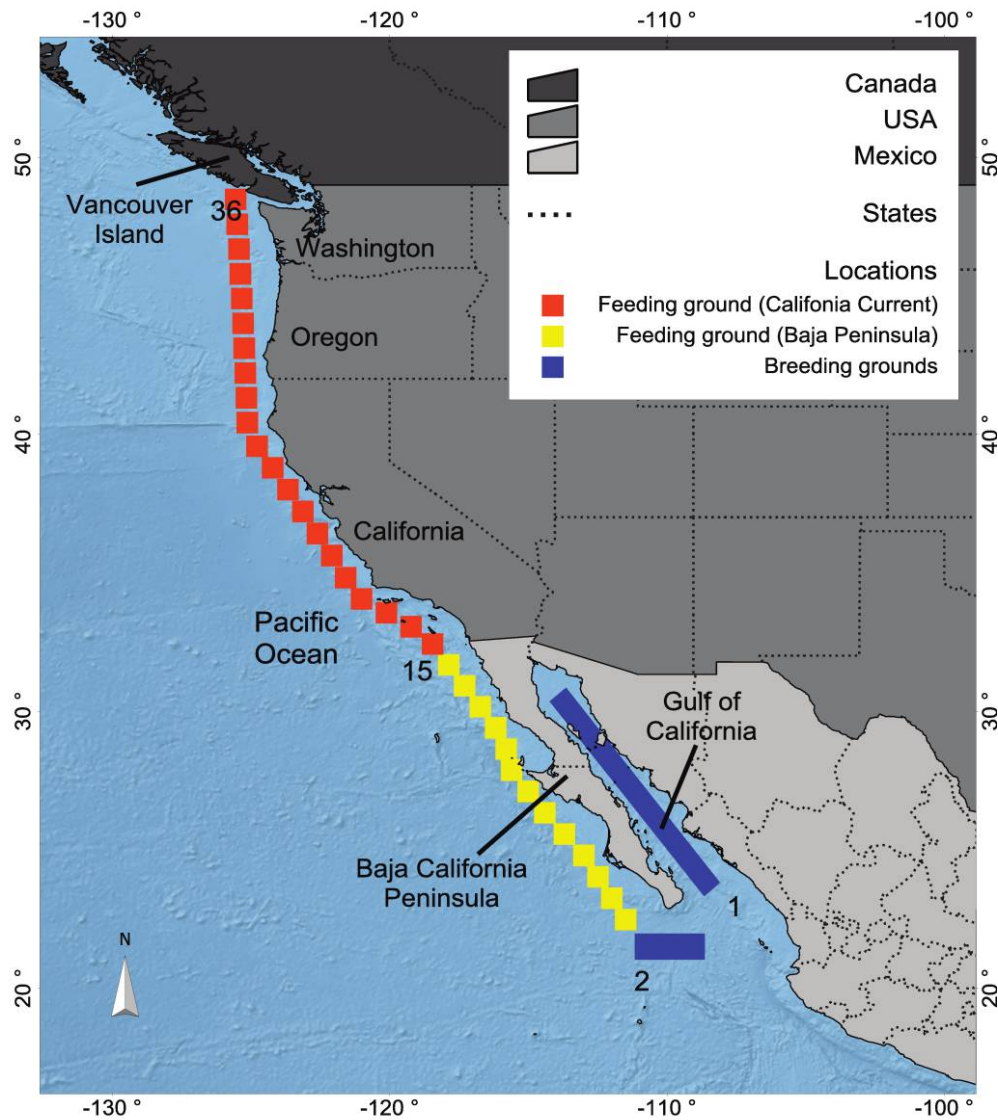 -130 °
-120 °
-110 °
-100 °
Canada
USA
Mexico
States
Locations
Feeding ground (Califonia Current)
Feeding ground (Baja Peninsula)
Breeding grounds
50 °
50 °
Vancouver
Island
36
Washington
Oregon
40 °
40 °
California
Pacific
Ocean
15
30 °
30 °
Gulf of
California
Baja California
Peninsula
1
2
N
20 °
20 °
-130 °
-120 °
-110 °
-100 °